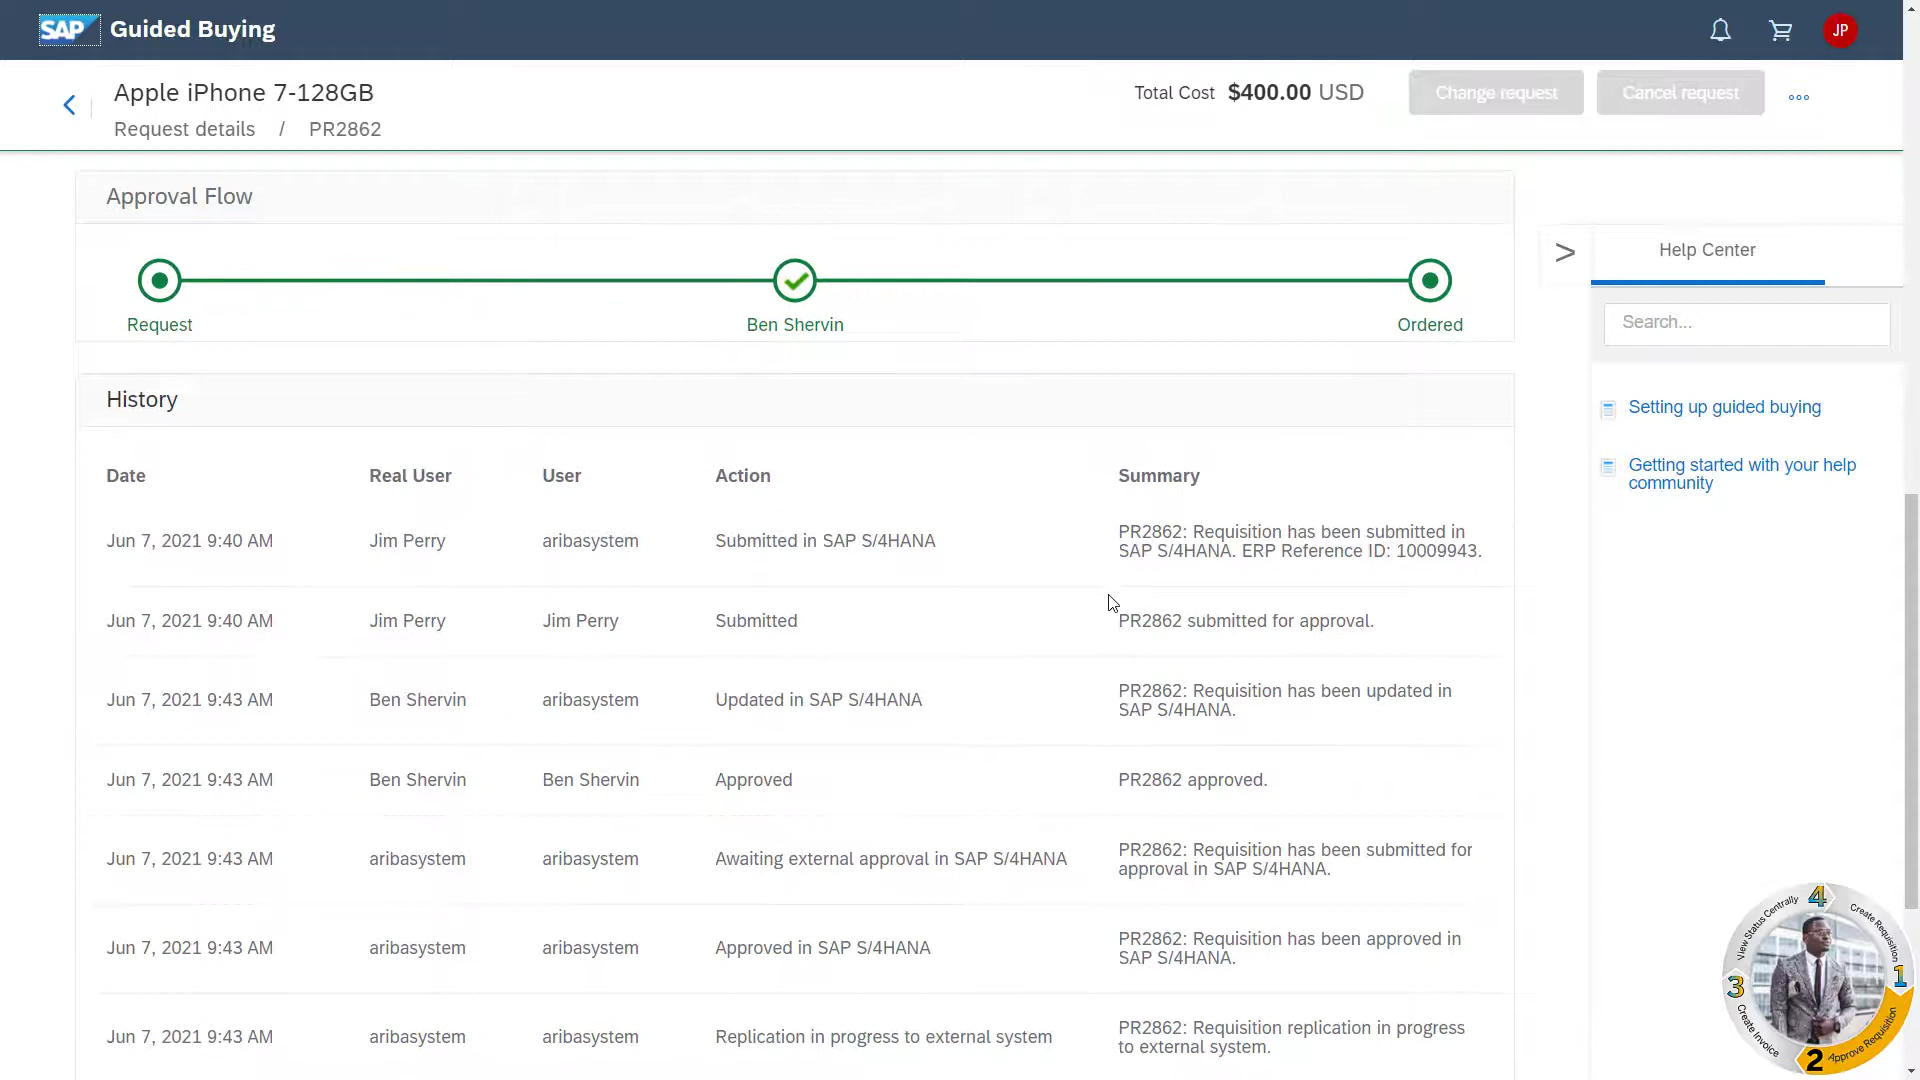 SAP Guided Buying
JP
Apple iPhone 7-128GB
Request details / PR2862
Total Cost $400.00 USD
Change request
Cancel request
Approval Flow
Request
Ben Shervin
Ordered
>
Help Center
Search...
Setting up guided buying
Getting started with your help
community
History
Date Real User User Action Summary
Jun 7, 2021 9:40 AM Jim Perry aribasystem Submitted in SAP S/4HANA PR2862: Requisition has been submitted in
SAP S/4HANA. ERP Reference ID: 10009943.
Jun 7, 2021 9:40 AM Jim Perry Jim Perry Submitted PR2862 submitted for approval.
Jun 7, 2021 9:43 AM Ben Shervin aribasystem Updated in SAP S/4HANA PR2862: Requisition has been updated in
SAP S/4HANA.
Jun 7, 2021 9:43 AM Ben Shervin Ben Shervin Approved PR2862 approved.
Jun 7, 2021 9:43 AM aribasystem aribasystem Awaiting external approval in SAP S/4HANA PR2862: Requisition has been submitted for
approval in SAP S/4HANA.
Jun 7, 2021 9:43 AM aribasystem aribasystem Approved in SAP S/4HANA PR2862: Requisition has been approved in
SAP S/4HANA.
Jun 7, 2021 9:43 AM aribasystem aribasystem Replication in progress to external system PR2862: Requisition replication in progress
to external system.
1 Create Requisition
2 Approve Requisition
3 Create Invoice
4 View Status Centrally